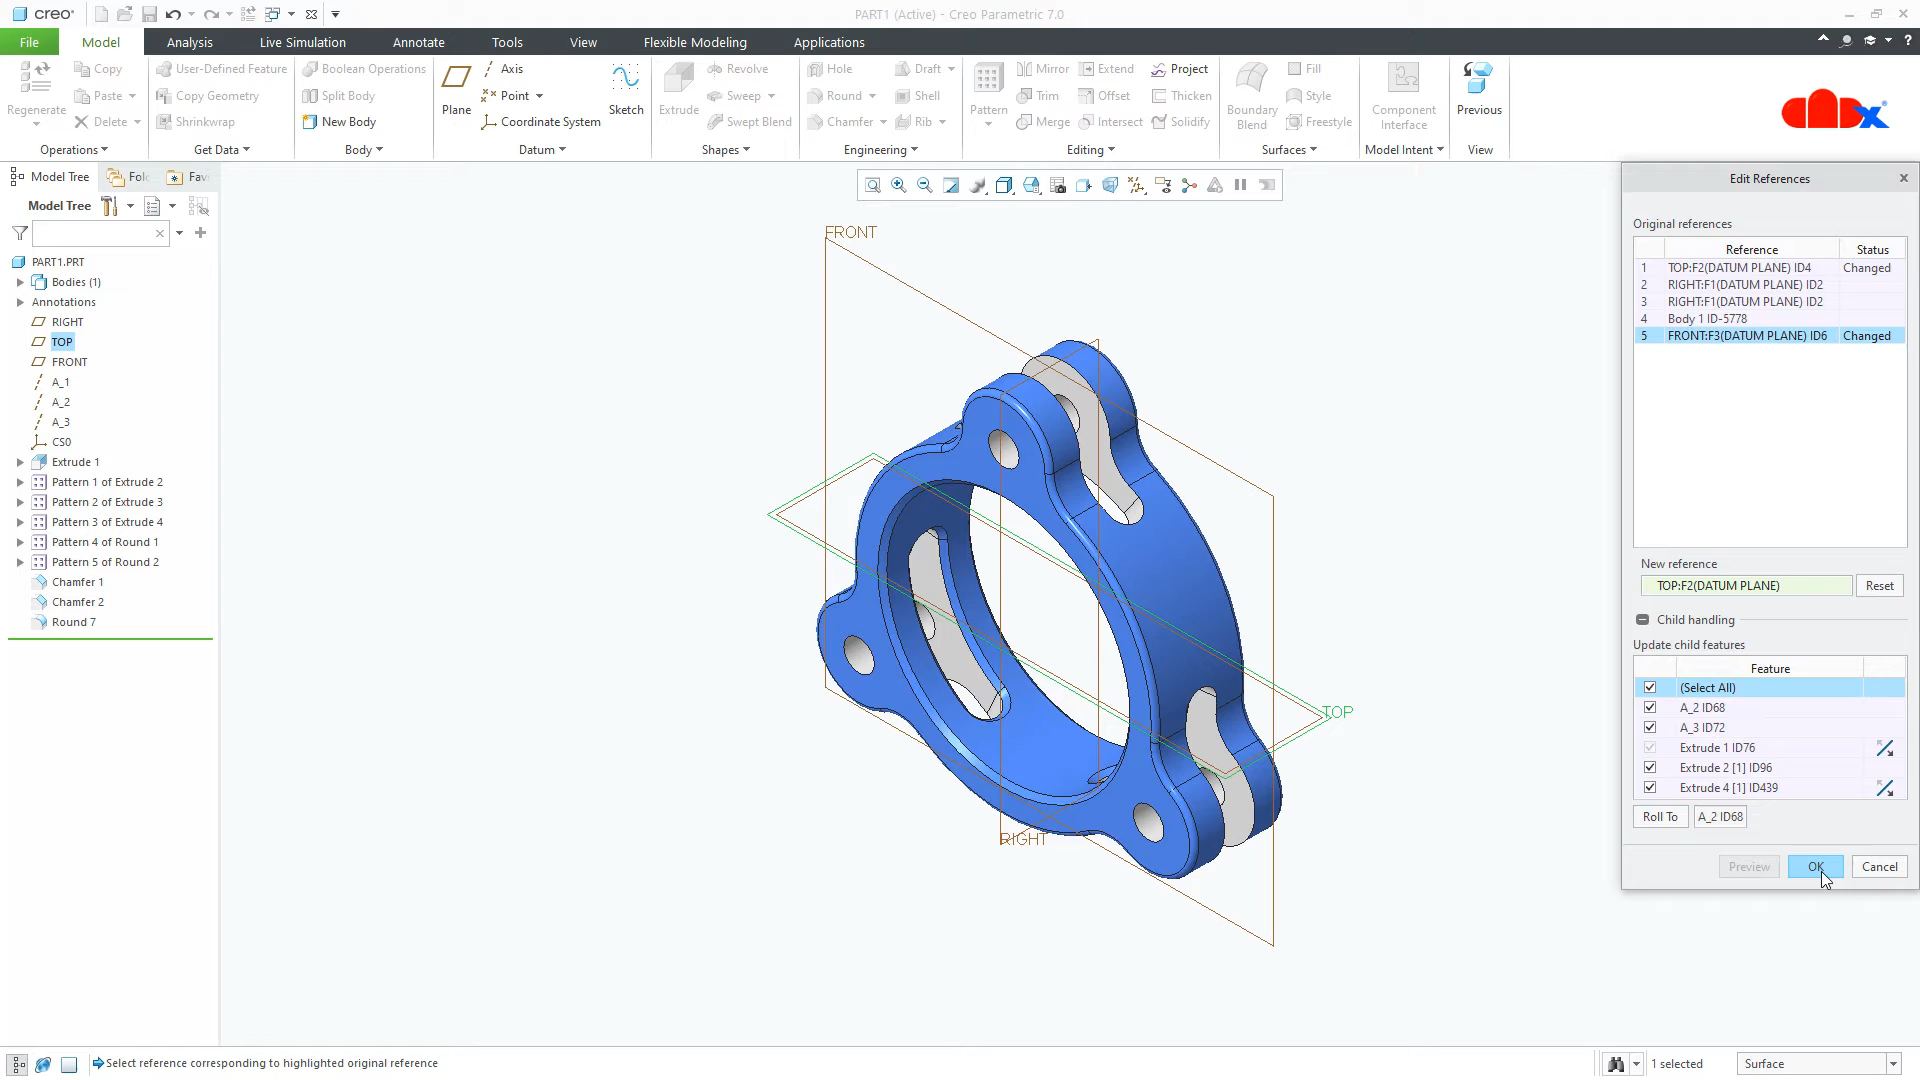 creo
PART1 (Active) - Creo Parametric 7.0
File Model Analysis Live Simulation Annotate Tools View Flexible Modeling Applications
Regenerate
Copy
Paste
Delete
Operations
User-Defined Feature
Copy Geometry
Shrinkwrap
Get Data
Boolean Operations
Split Body
New Body
Body
Plane
Axis
Point
Coordinate System
Sketch
Datum
Extrude
Revolve
Sweep
Swept Blend
Shapes
Hole
Round
Chamfer
Draft
Shell
Rib
Engineering
Pattern
Mirror
Trim
Merge
Extend
Offset
Intersect
Project
Thicken
Solidify
Editing
Boundary
Blend
Fill
Style
Freestyle
Surfaces
Component
Interface
Model Intent
Previous
View
Model Tree
Fol
Fav
Model Tree
PART1.PRT
Bodies (1)
Annotations
RIGHT
TOP
FRONT
A_1
A_2
A_3
CS0
Extrude 1
Pattern 1 of Extrude 2
Pattern 2 of Extrude 3
Pattern 3 of Extrude 4
Pattern 4 of Round 1
Pattern 5 of Round 2
Chamfer 1
Chamfer 2
Round 7
FRONT
TOP
RIGHT
Edit References
Original references
Reference Status
1 TOP:F2(DATUM PLANE) ID4 Changed
2 RIGHT:F1(DATUM PLANE) ID2
3 RIGHT:F1(DATUM PLANE) ID2
4 Body 1 ID-5778
5 FRONT:F3(DATUM PLANE) ID6 Changed
New reference
TOP:F2(DATUM PLANE) Reset
Child handling
Update child features
Feature
(Select All)
A_2 ID68
A_3 ID72
Extrude 1 ID76
Extrude 2 [1] ID96
Extrude 4 [1] ID439
Roll To A_2 ID68
Preview OK Cancel
Select reference corresponding to highlighted original reference
1 selected
Surface